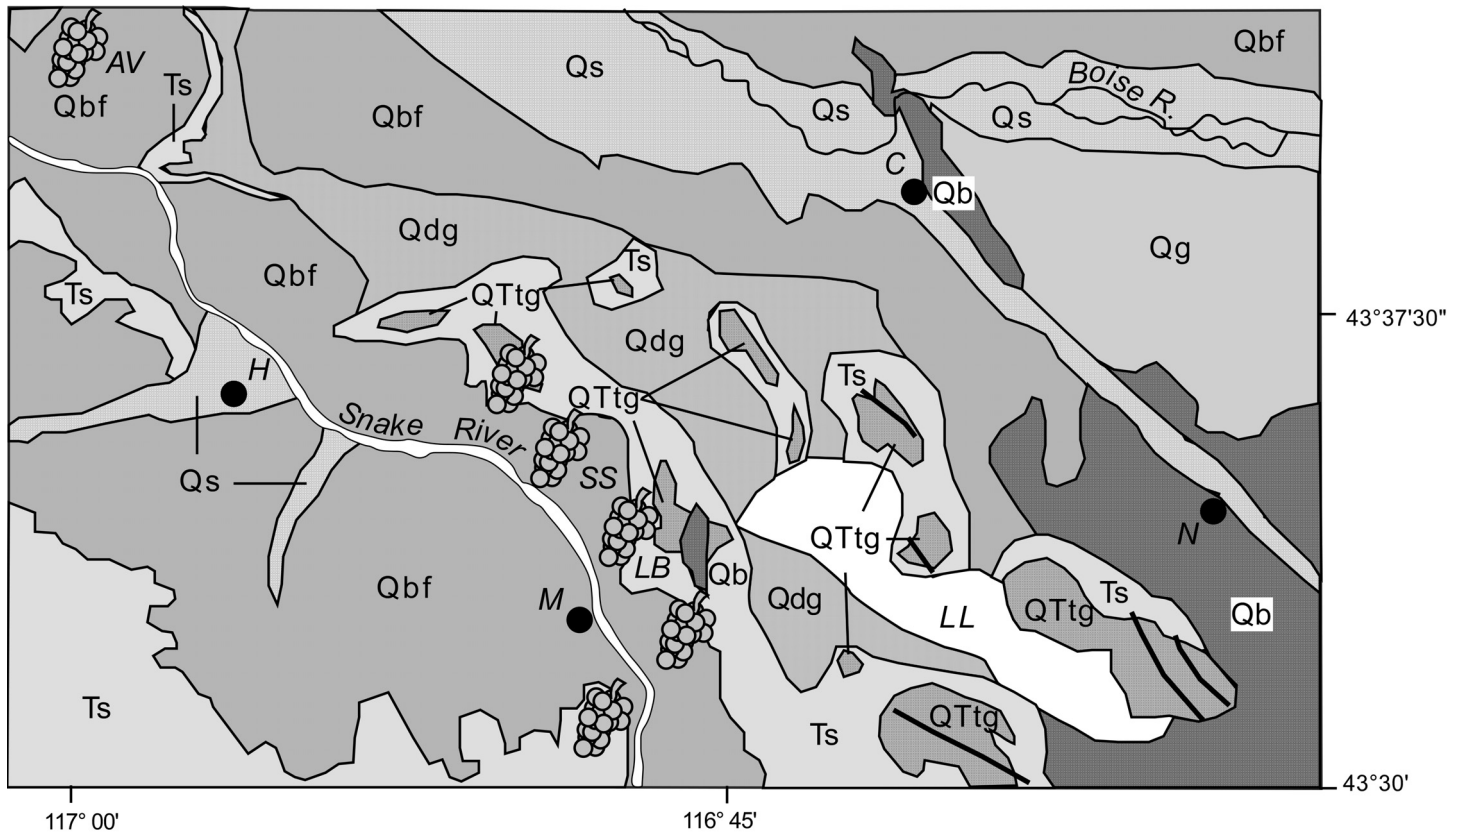 Qbf
AV
Qs
Boise R.
Ts
Qbf
Qbf
Qs
Qs
C
Qb
Qdg
Ts
Qg
Qbf
Ts
QTtg
43°37'30"
Qdg
H
Ts
QTtg
Snake River
Qs
SS
QTtg
N
LB
Qb
Qbf
M
Qdg
LL
QTtg
Ts
Qb
Ts
Ts
QTtg
43°30'
117° 00'
116° 45'